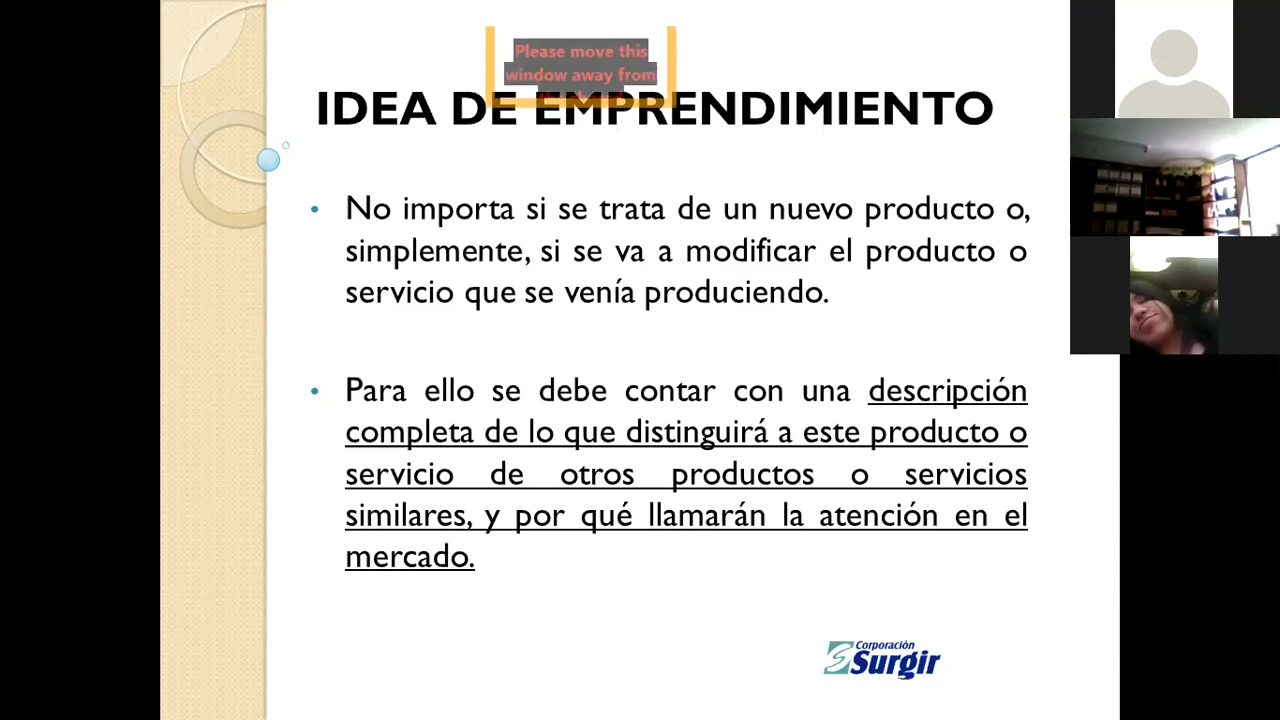 Please move this
window away from
IDEA DE EMPRENDIMIENTO
• No importa si se trata de un nuevo producto o,
simplemente, si se va a modificar el producto o
servicio que se venía produciendo.
• Para ello se debe contar con una descripción
completa de lo que distinguirá a este producto o
servicio de otros productos o servicios
similares, y por qué llamarán la atención en el
mercado.
Corporación
Surgir